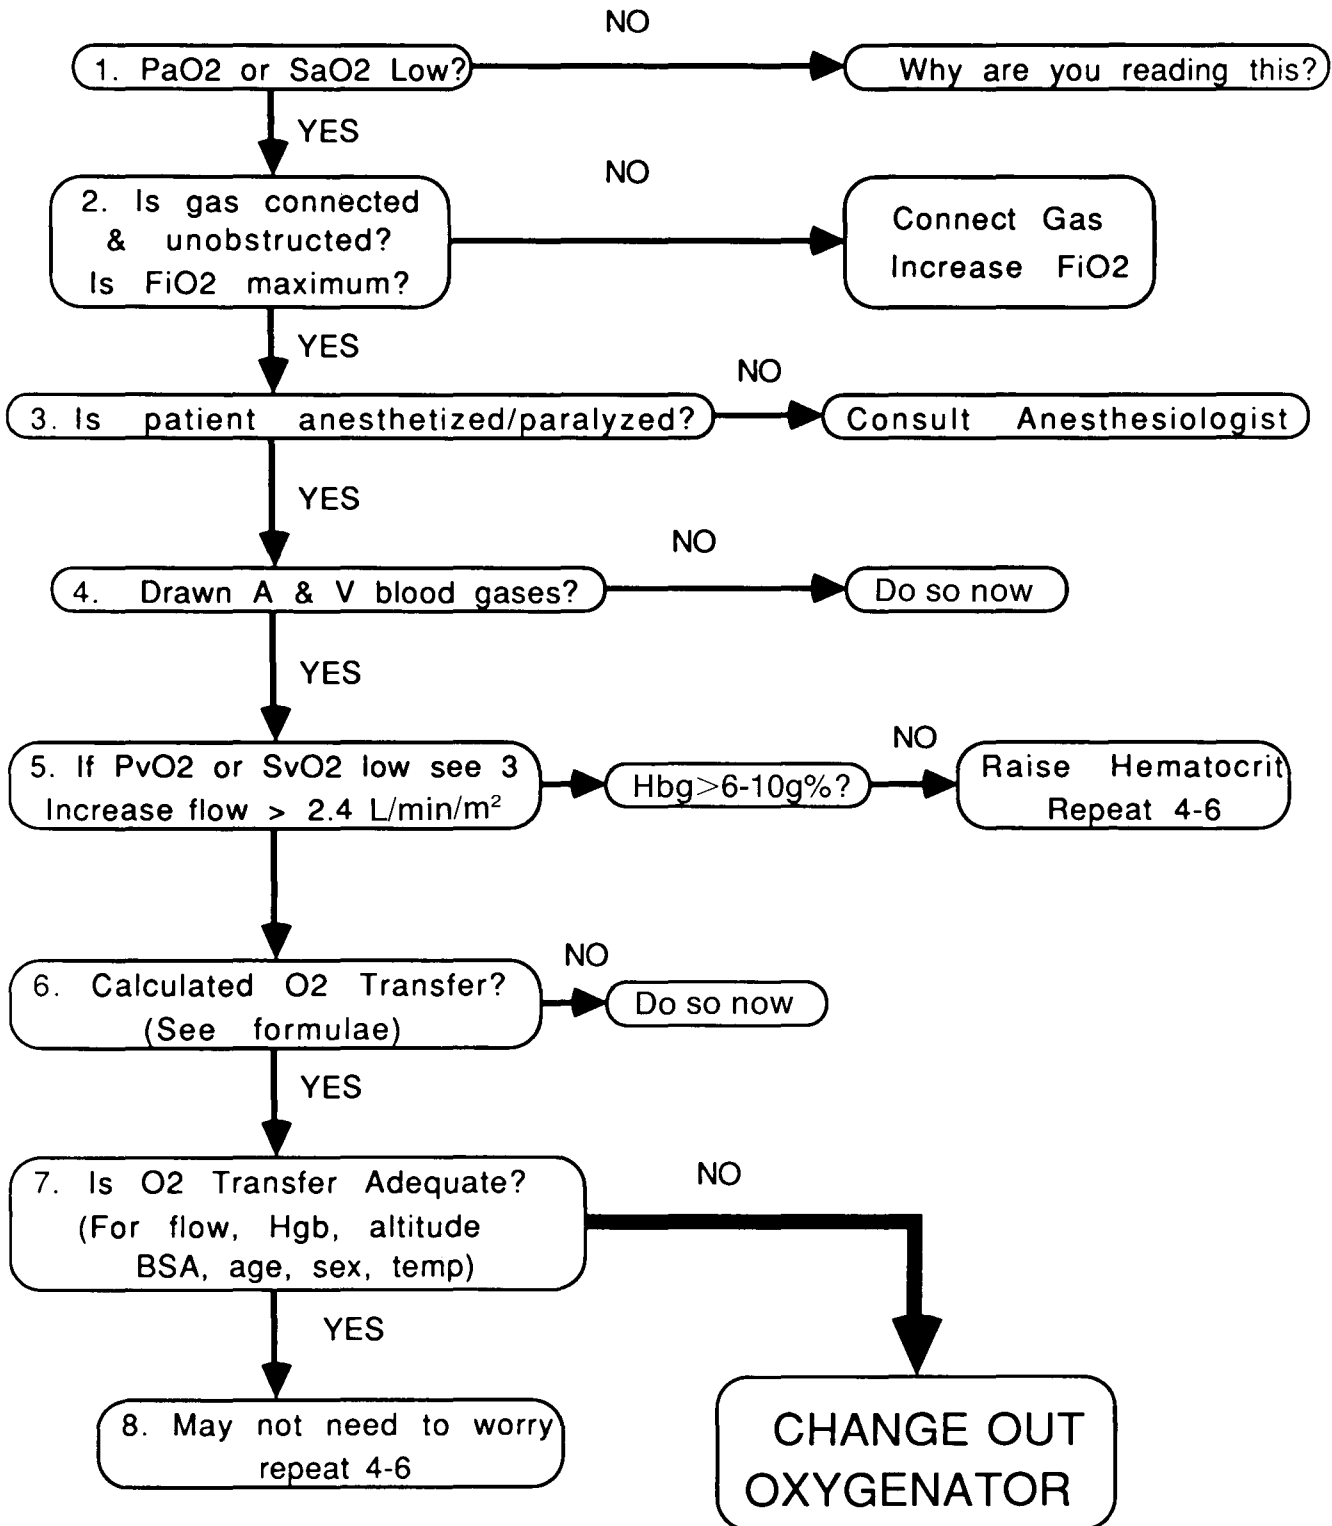 NO
1. PaO2 or SaO2 Low?
Why are you reading this?
YES
NO
2. Is gas connected
& unobstructed?
Is FiO2 maximum?
Connect Gas
Increase FiO2
YES
NO
3. Is patient anesthetized/paralyzed?
Consult Anesthesiologist
YES
NO
4. Drawn A & V blood gases?
Do so now
YES
NO
5. If PvO2 or SvO2 low see 3
Increase flow > 2.4 L/min/m²
Hbg>6-10g%?
Raise Hematocrit
Repeat 4-6
NO
6. Calculated O2 Transfer?
(See formulae)
Do so now
YES
NO
7. Is O2 Transfer Adequate?
(For flow, Hgb, altitude
BSA, age, sex, temp)
YES
8. May not need to worry
repeat 4-6
CHANGE OUT
OXYGENATOR